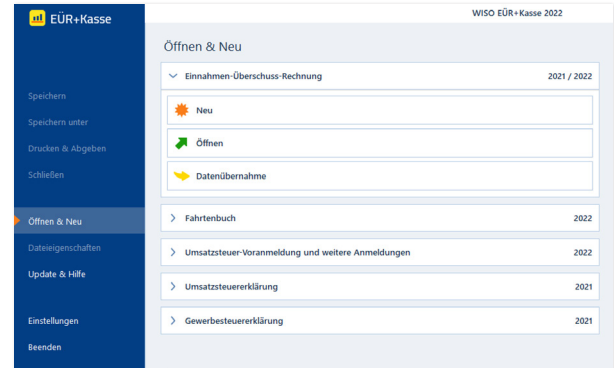 EÜR+Kasse
WISO EÜR+Kasse 2022
Öffnen & Neu
Einnahmen-Überschuss-Rechnung 2021 / 2022
Neu
Öffnen
Datenübernahme
Fahrtenbuch 2022
Umsatzsteuer-Voranmeldung und weitere Anmeldungen 2022
Umsatzsteuererklärung 2021
Gewerbesteuererklärung 2021
Speichern
Speichern unter
Drucken & Abgeben
Schließen
Öffnen & Neu
Dateieigenschaften
Update & Hilfe
Einstellungen
Beenden